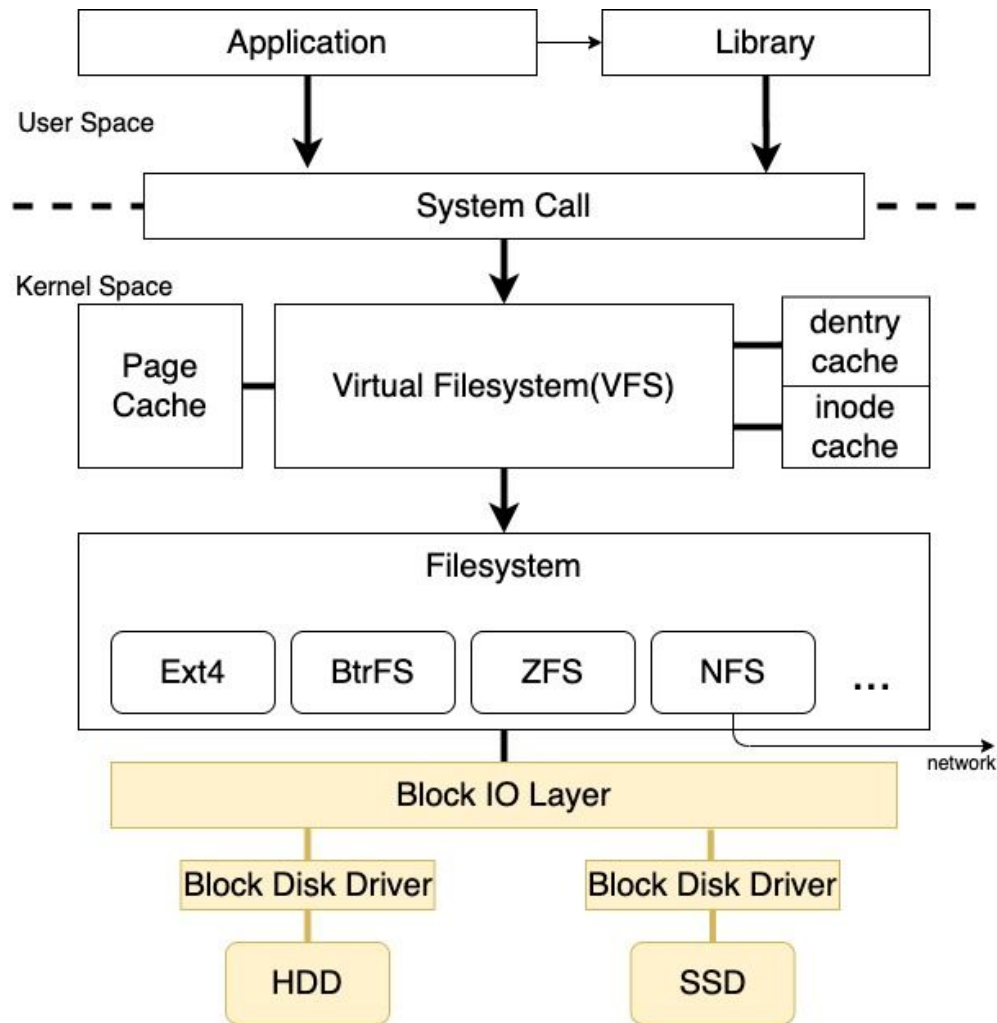 Application
Library
User Space
System Call
Kernel Space
Page
Cache
Virtual Filesystem(VFS)
dentry
cache
inode
cache
Filesystem
Ext4
BtrFS
ZFS
NFS
...
network
Block IO Layer
Block Disk Driver
Block Disk Driver
HDD
SSD